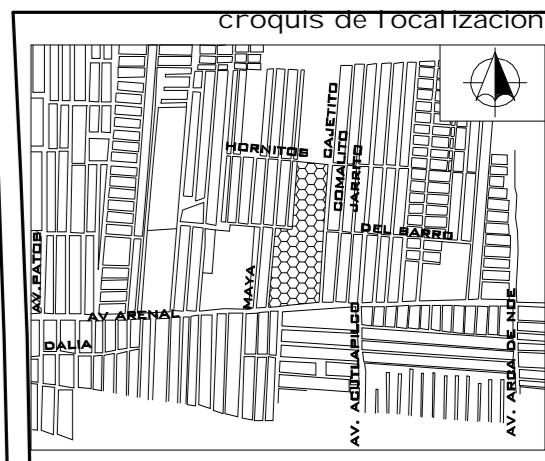 croquis de localizacion
HORNITOS
CAJETITO
COMALITO
JARRITO
DEL BARRO
AV. PATOS
MAYA
AV ARENAL
DALIA
AV. ACUTLAPILCO
AV. ARCA DE NOE